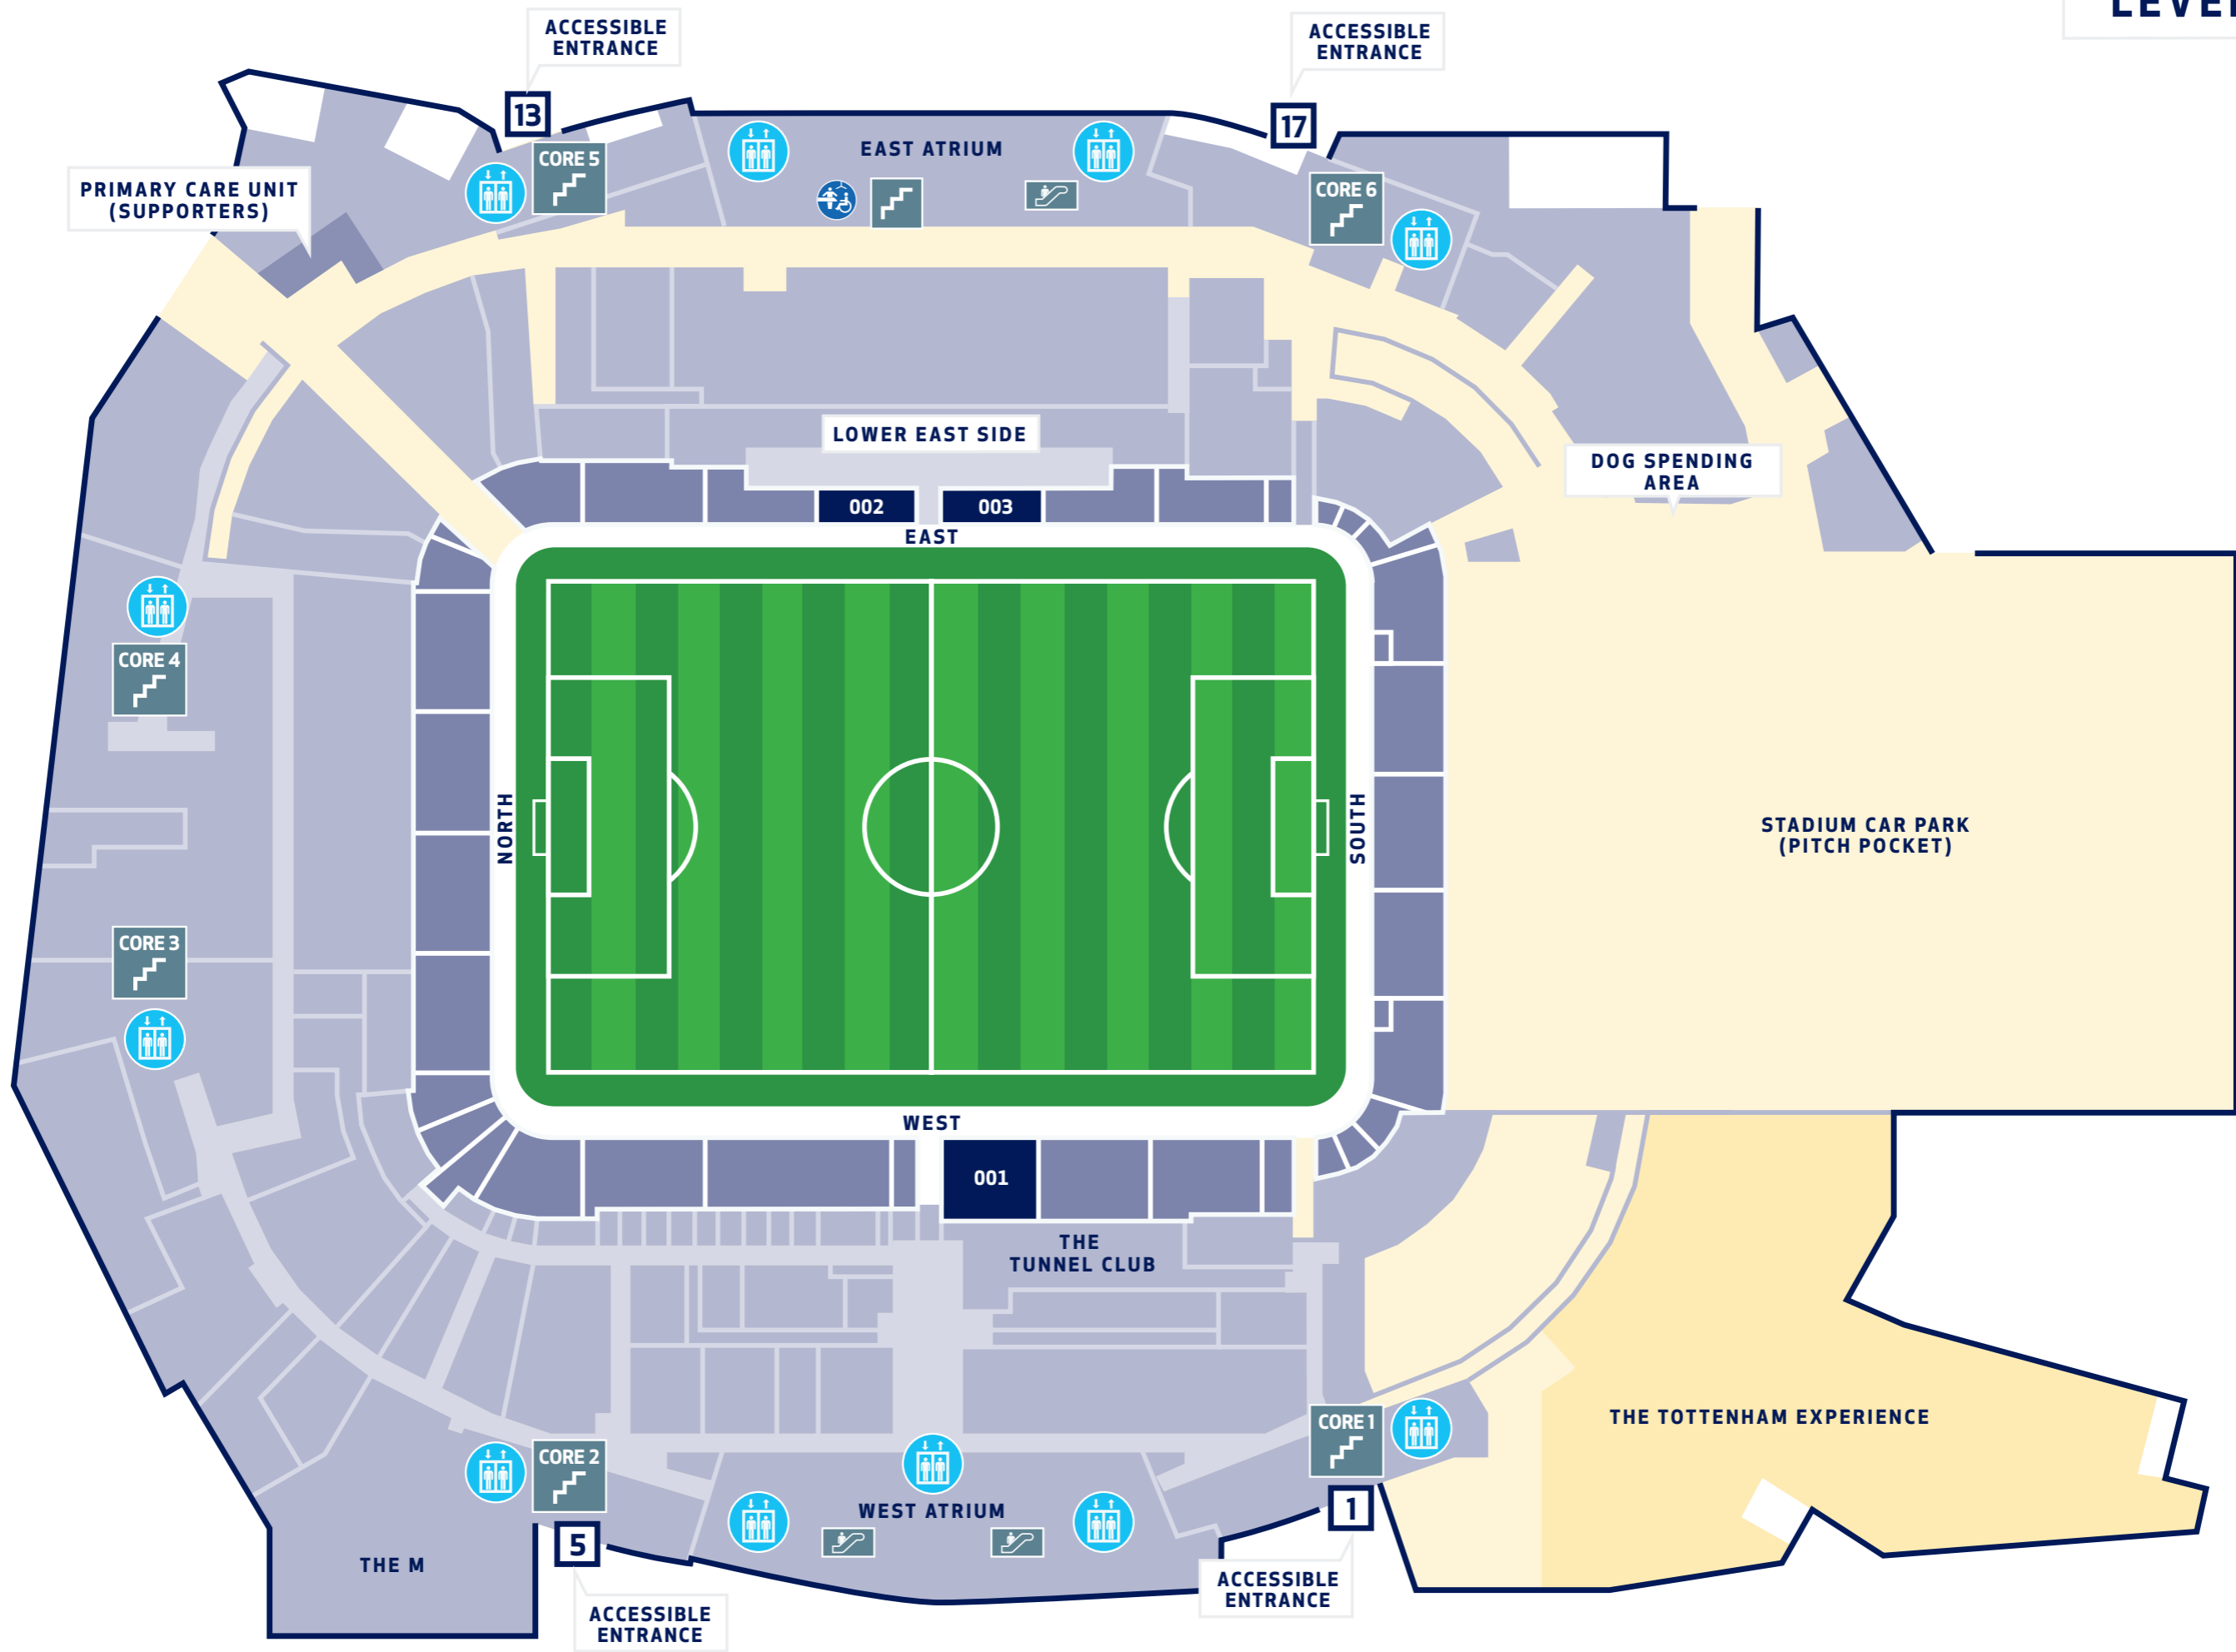 LEVEL
ACCESSIBLE
ENTRANCE
ACCESSIBLE
ENTRANCE
13
17
CORE 5
EAST ATRIUM
PRIMARY CARE UNIT
(SUPPORTERS)
CORE 6
LOWER EAST SIDE
DOG SPENDING
AREA
002
003
EAST
CORE 4
NORTH
SOUTH
STADIUM CAR PARK
(PITCH POCKET)
CORE 3
WEST
001
THE
TUNNEL CLUB
CORE 1
THE TOTTENHAM EXPERIENCE
CORE 2
WEST ATRIUM
1
5
THE M
ACCESSIBLE
ENTRANCE
ACCESSIBLE
ENTRANCE